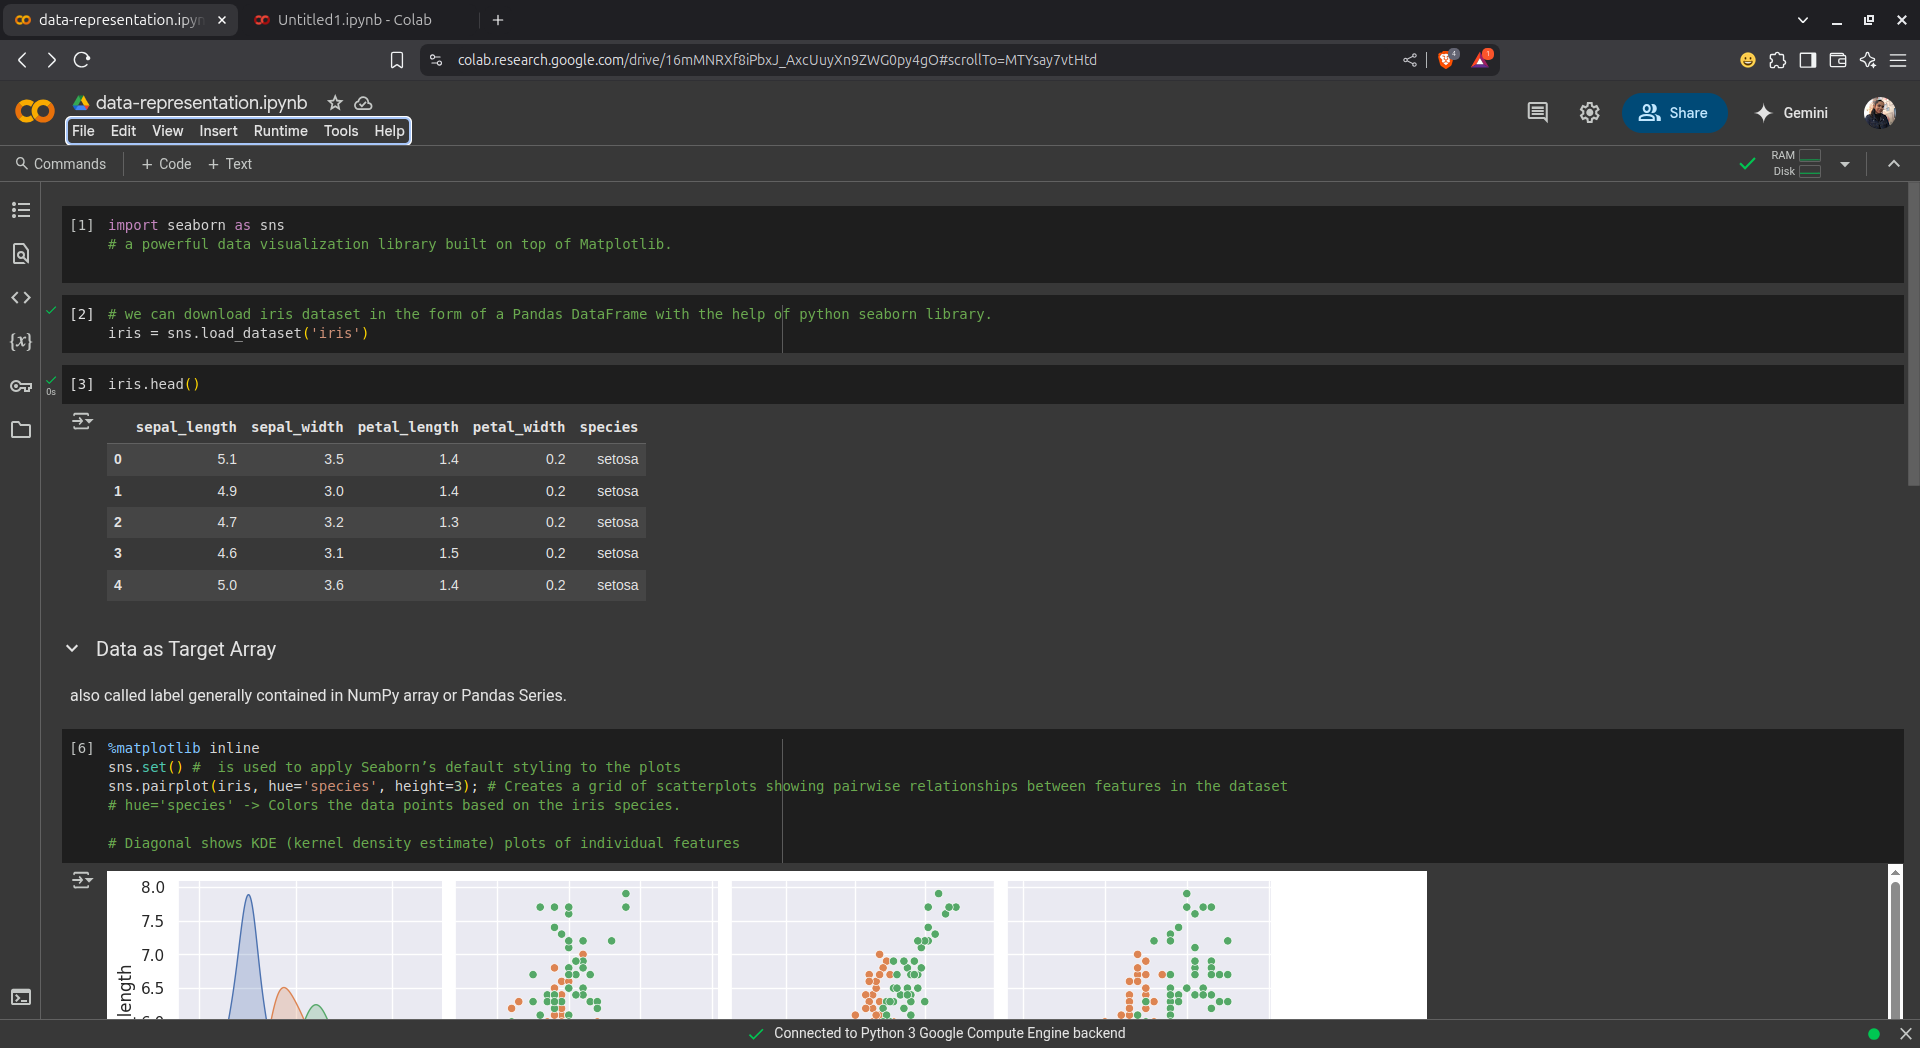 data-representation.ipyn
Untitled1.ipynb - Colab
colab.research.google.com/drive/16mMNRXf8iPbxJ_AxcUuyXn9ZWG0py4gO#scrollTo=MTYsay7vtHtd
4
1
data-representation.ipynb
File Edit View Insert Runtime Tools Help
Share
Gemini
Commands + Code + Text
RAM
Disk
[1] import seaborn as sns
# a powerful data visualization library built on top of Matplotlib.
[2] # we can download iris dataset in the form of a Pandas DataFrame with the help of python seaborn library.
iris = sns.load_dataset('iris')
[3] iris.head()
0s
sepal_length sepal_width petal_length petal_width species
0 5.1 3.5 1.4 0.2 setosa
1 4.9 3.0 1.4 0.2 setosa
2 4.7 3.2 1.3 0.2 setosa
3 4.6 3.1 1.5 0.2 setosa
4 5.0 3.6 1.4 0.2 setosa
Data as Target Array
also called label generally contained in NumPy array or Pandas Series.
[6] %matplotlib inline
sns.set() #  is used to apply Seaborn’s default styling to the plots
sns.pairplot(iris, hue='species', height=3); # Creates a grid of scatterplots showing pairwise relationships between features in the dataset
# hue='species' -> Colors the data points based on the iris species.
# Diagonal shows KDE (kernel density estimate) plots of individual features
8.0
7.5
7.0
6.5
6.0
length
Connected to Python 3 Google Compute Engine backend